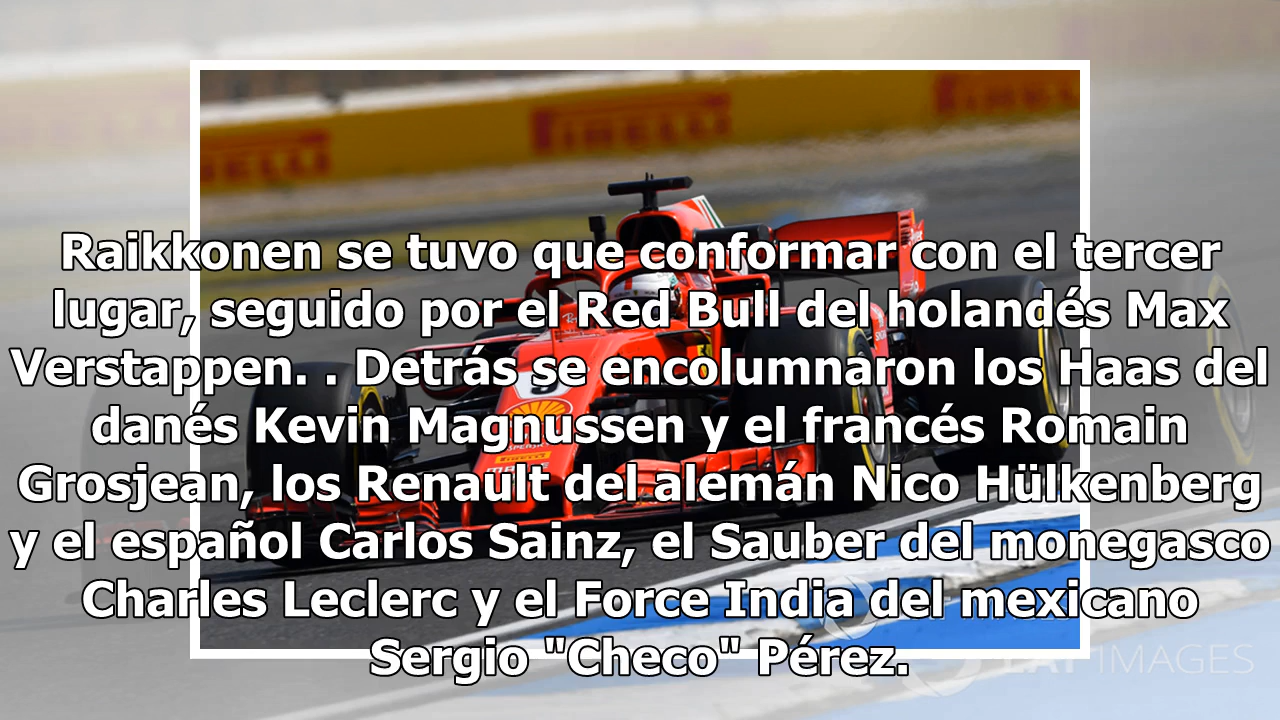 PIRELLI
Raikkonen se tuvo que conformar con el tercer
lugar, seguido por el Red Bull del holandés Max
Verstappen. . Detrás se encolumnaron los Haas del
danés Kevin Magnussen y el francés Romain
Grosjean, los Renault del alemán Nico Hülkenberg
y el español Carlos Sainz, el Sauber del monegasco
Charles Leclerc y el Force India del mexicano
Sergio "Checo" Pérez.
IMAGES